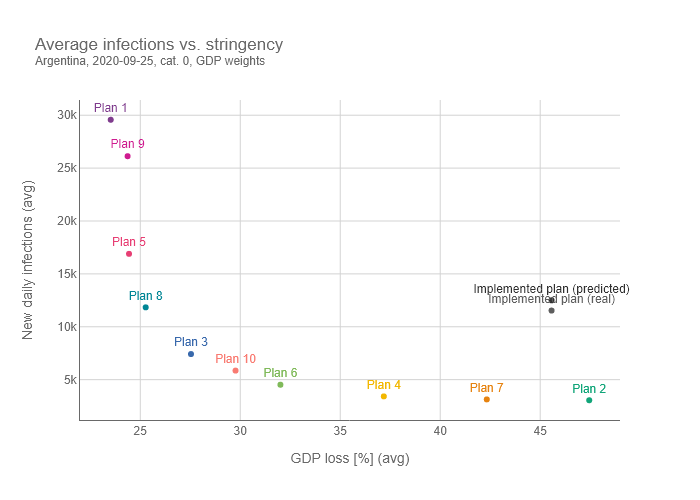 Average infections vs. stringency
Argentina, 2020-09-25, cat. 0, GDP weights
New daily infections (avg)
30k
25k
20k
15k
10k
5k
Plan 1
Plan 9
Plan 5
Plan 8
Plan 3
Plan 10
Plan 6
Plan 4
Plan 7
Plan 2
Implemented plan (predicted)
Implemented plan (real)
25
30
35
40
45
GDP loss [%] (avg)